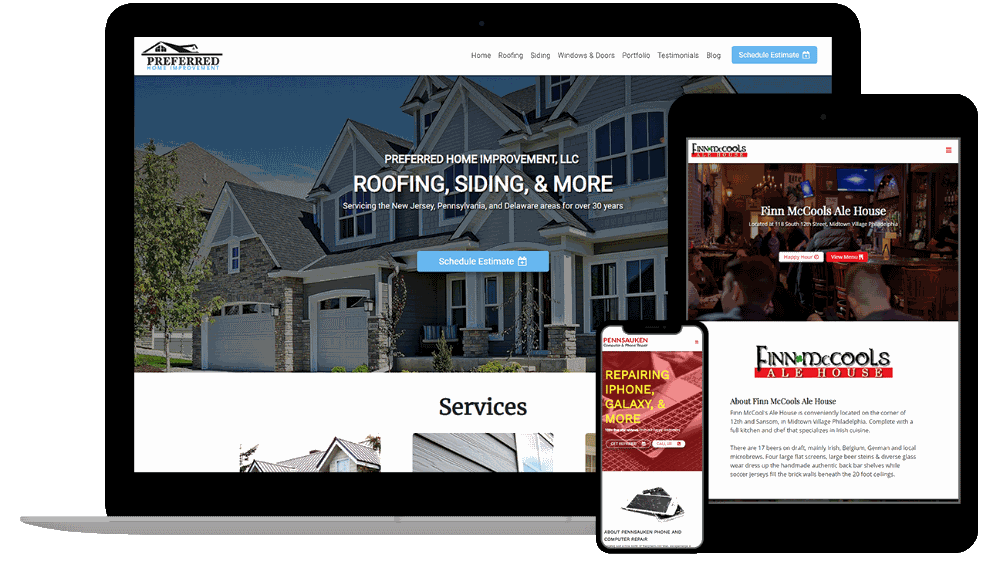 PREFERRED
HOME IMPROVEMENT
Home Roofing Siding Windows & Doors Portfolio Testimonials Blog Schedule Estimate
PREFERRED HOME IMPROVEMENT, LLC
ROOFING, SIDING, & MORE
Servicing the New Jersey, Pennsylvania, and Delaware areas for over 30 years
Schedule Estimate
Services
FINN McCOOLS
ALE HOUSE
Finn McCools Ale House
Located at 118 South 12th Street, Midtown Village Philadelphia
Happy Hour View Menu
FINN McCOOLS
ALE HOUSE
About Finn McCools Ale House
Finn McCool's Ale House is conveniently located on the corner of
12th and Sansom, in Midtown Village Philadelphia. Complete with a
full kitchen and chef that specializes in Irish cuisine.
There are 17 beers on draft, mainly Irish, Belgium, German and local
microbrews. Four large flat screens, large beer steins & diverse glass
wear dress up the handmade authentic back bar shelves while
soccer jerseys fill the brick walls beneath the 20 foot ceilings.
PENNSAUKEN
Computer & Phone Repair
REPAIRING
IPHONE,
GALAXY, &
MORE
CALL US
ABOUT PENNSAUKEN PHONE AND
COMPUTER REPAIR